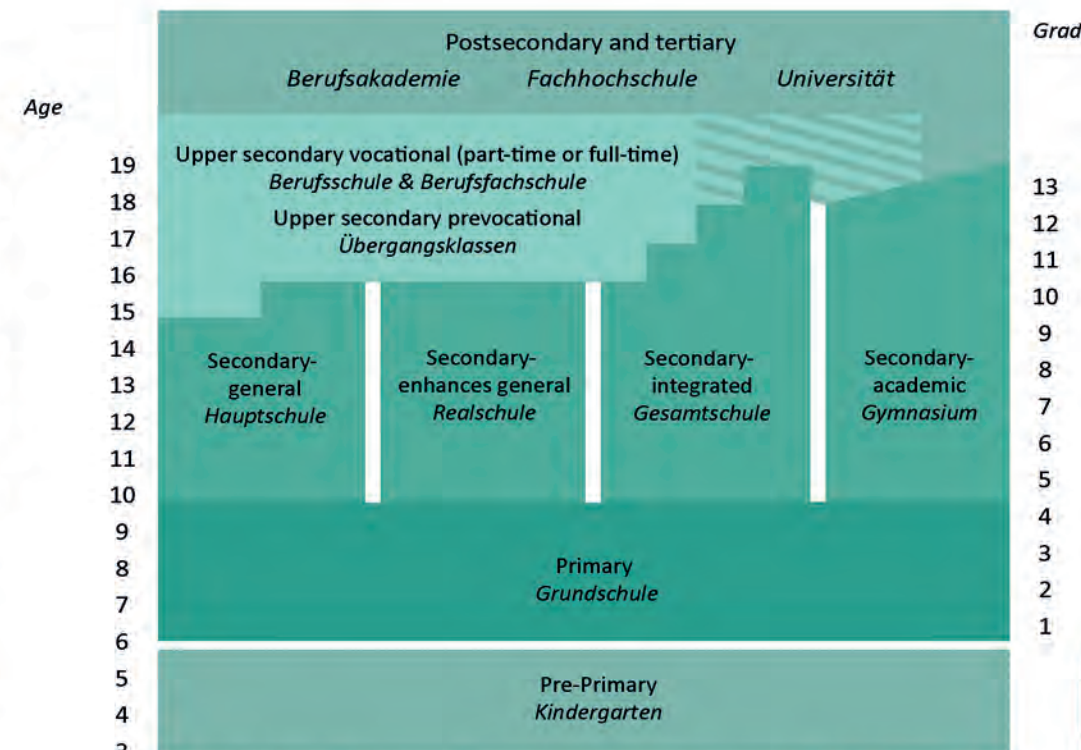 Grad
Postsecondary and tertiary
Berufsakademie Fachhochschule Universität
Age
Upper secondary vocational (part-time or full-time)
Berufsschule & Berufsfachschule
Upper secondary prevocational
Übergangsklassen
19
18
17
16
15
14
13
12
11
10
9
8
7
6
5
4
3
13
12
11
10
9
8
7
6
5
4
3
2
1
Secondary-
general
Hauptschule
Secondary-
enhances general
Realschule
Secondary-
integrated
Gesamtschule
Secondary-
academic
Gymnasium
Primary
Grundschule
Pre-Primary
Kindergarten